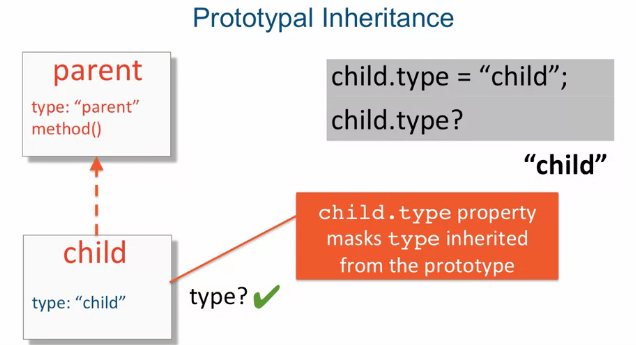 Prototypal Inheritance
parent
type: “parent”
method()
child.type = “child”;
child.type?
“child”
child.type property
masks type inherited
from the prototype
child
type: “child”
type?